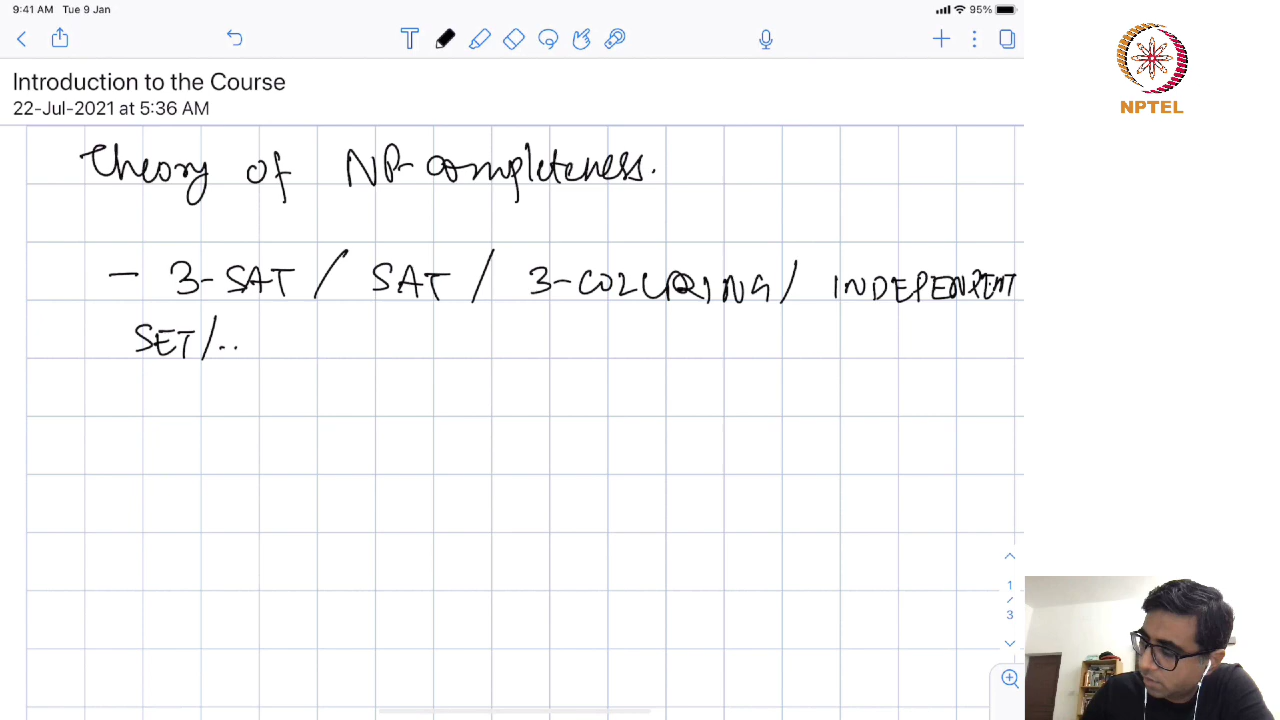 9:41 AM Tue 9 Jan
95%
Introduction to the Course
22-Jul-2021 at 5:36 AM
NPTEL
Theory of NP-completeness.
- 3-SAT / SAT / 3-COLURING / INDEPENDENT
SET/..
1
/
3